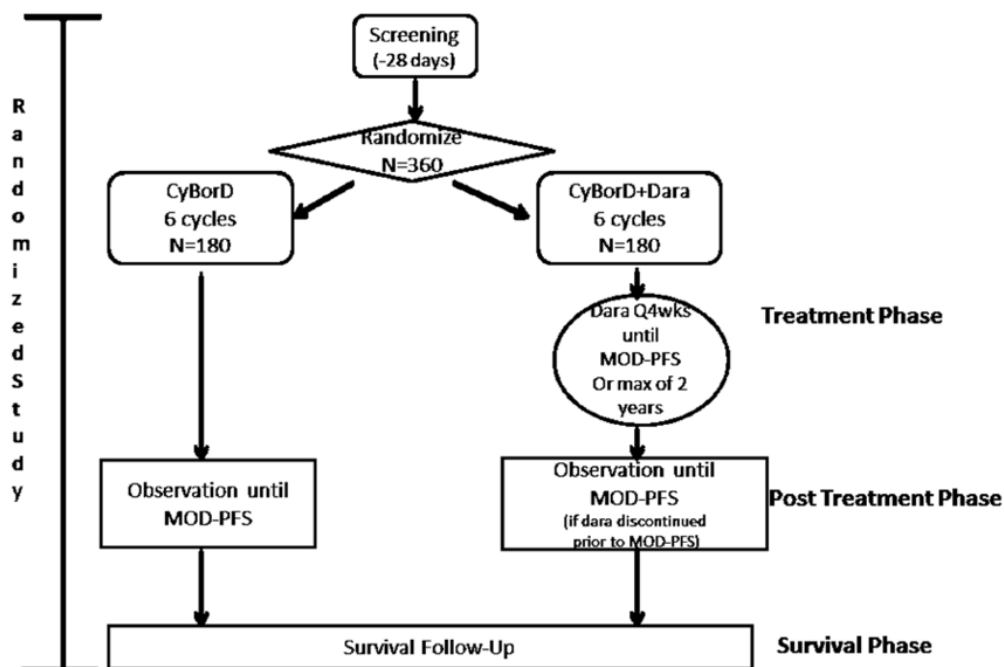 Randomized Study
Screening
(-28 days)
Randomize
N=360
CyBorD
6 cycles
N=180
CyBorD+Dara
6 cycles
N=180
Dara Q4wks
until
MOD-PFS
Or max of 2
years
Treatment Phase
Observation until
MOD-PFS
Observation until
MOD-PFS
(if dara discontinued
prior to MOD-PFS)
Post Treatment Phase
Survival Follow-Up
Survival Phase